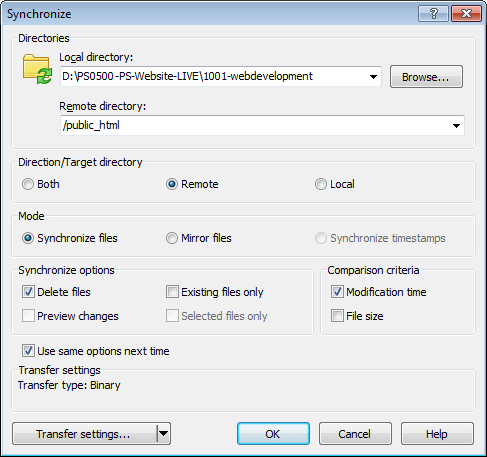 Synchronize
Directories
Local directory:
D:\PS0500-PS-Website-LIVE\1001-webdevelopment
Browse...
Remote directory:
/public_html
Direction/Target directory
Both Remote Local
Mode
Synchronize files Mirror files Synchronize timestamps
Synchronize options Comparison criteria
Delete files Existing files only Modification time
Preview changes Selected files only File size
Use same options next time
Transfer settings
Transfer type: Binary
Transfer settings... OK Cancel Help